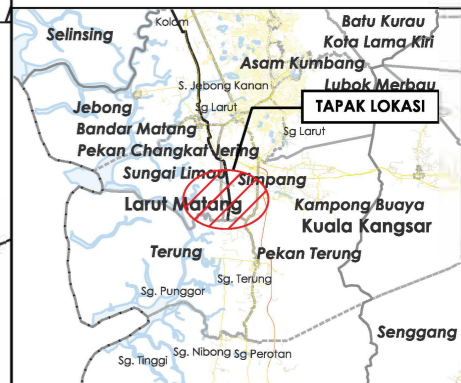 Kolam
Batu Kurau
Selinsing
Kota Lama Kiri
Asam Kumbang
S. Jebong Kanan
Lubok Merbau
Jebong
Sg Larut
TAPAK LOKASI
Bandar Matang
Sg Larut
Pekan Changkat Jering
Sungai Limau
Simpang
Larut Matang
Kampong Buaya
Kuala Kangsar
Terung
Pekan Terung
Sg. Terung
Sg. Punggor
Senggang
Sg. Tinggi
Sg. Nibong
Sg Perotan